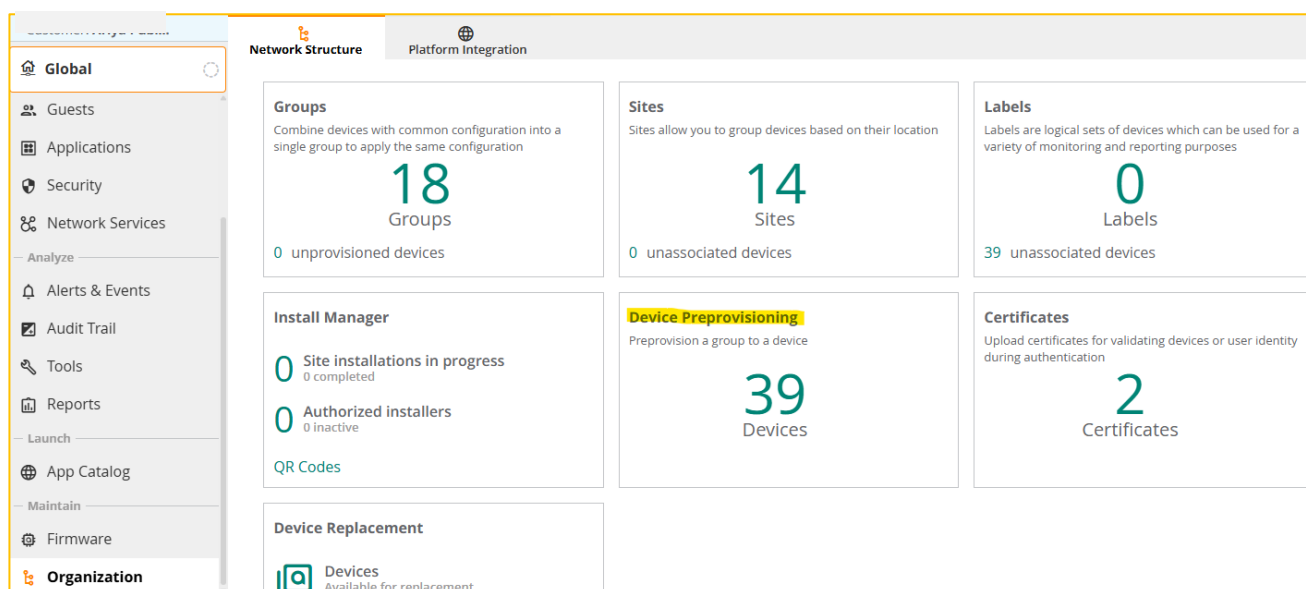 Network Structure
Platform Integration
Global
Guests
Applications
Security
Network Services
Analyze
Alerts & Events
Audit Trail
Tools
Reports
Launch
App Catalog
Maintain
Firmware
Organization
Groups
Combine devices with common configuration into a
single group to apply the same configuration
18
Groups
0 unprovisioned devices
Sites
Sites allow you to group devices based on their location
14
Sites
0 unassociated devices
Labels
Labels are logical sets of devices which can be used for a
variety of monitoring and reporting purposes
0
Labels
39 unassociated devices
Install Manager
0 Site installations in progress
0 completed
0 Authorized installers
0 inactive
QR Codes
Device Preprovisioning
Preprovision a group to a device
39
Devices
Certificates
Upload certificates for validating devices or user identity
during authentication
2
Certificates
Device Replacement
Devices
Available for replacement